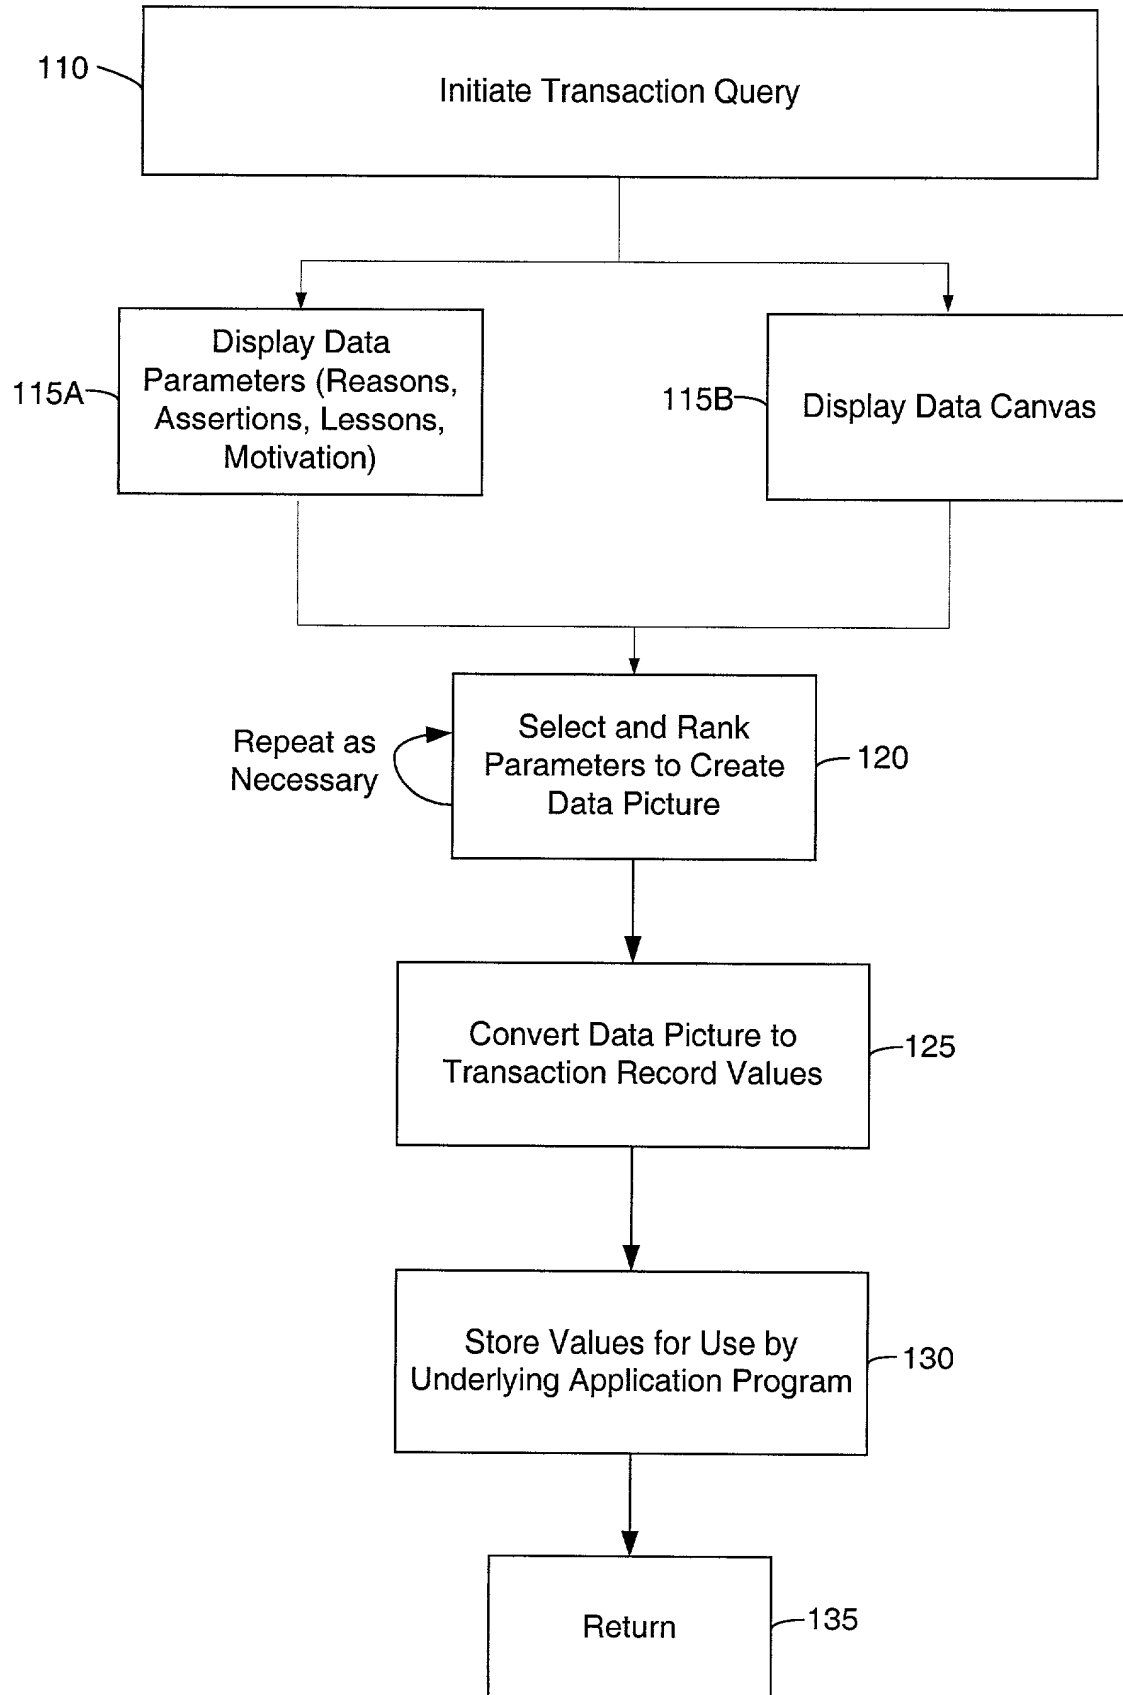 110
Initiate Transaction Query
115A
Display Data
Parameters (Reasons,
Assertions, Lessons,
Motivation)
115B
Display Data Canvas
Repeat as
Necessary
Select and Rank
Parameters to Create
Data Picture
120
Convert Data Picture to
Transaction Record Values
125
Store Values for Use by
Underlying Application Program
130
Return
135